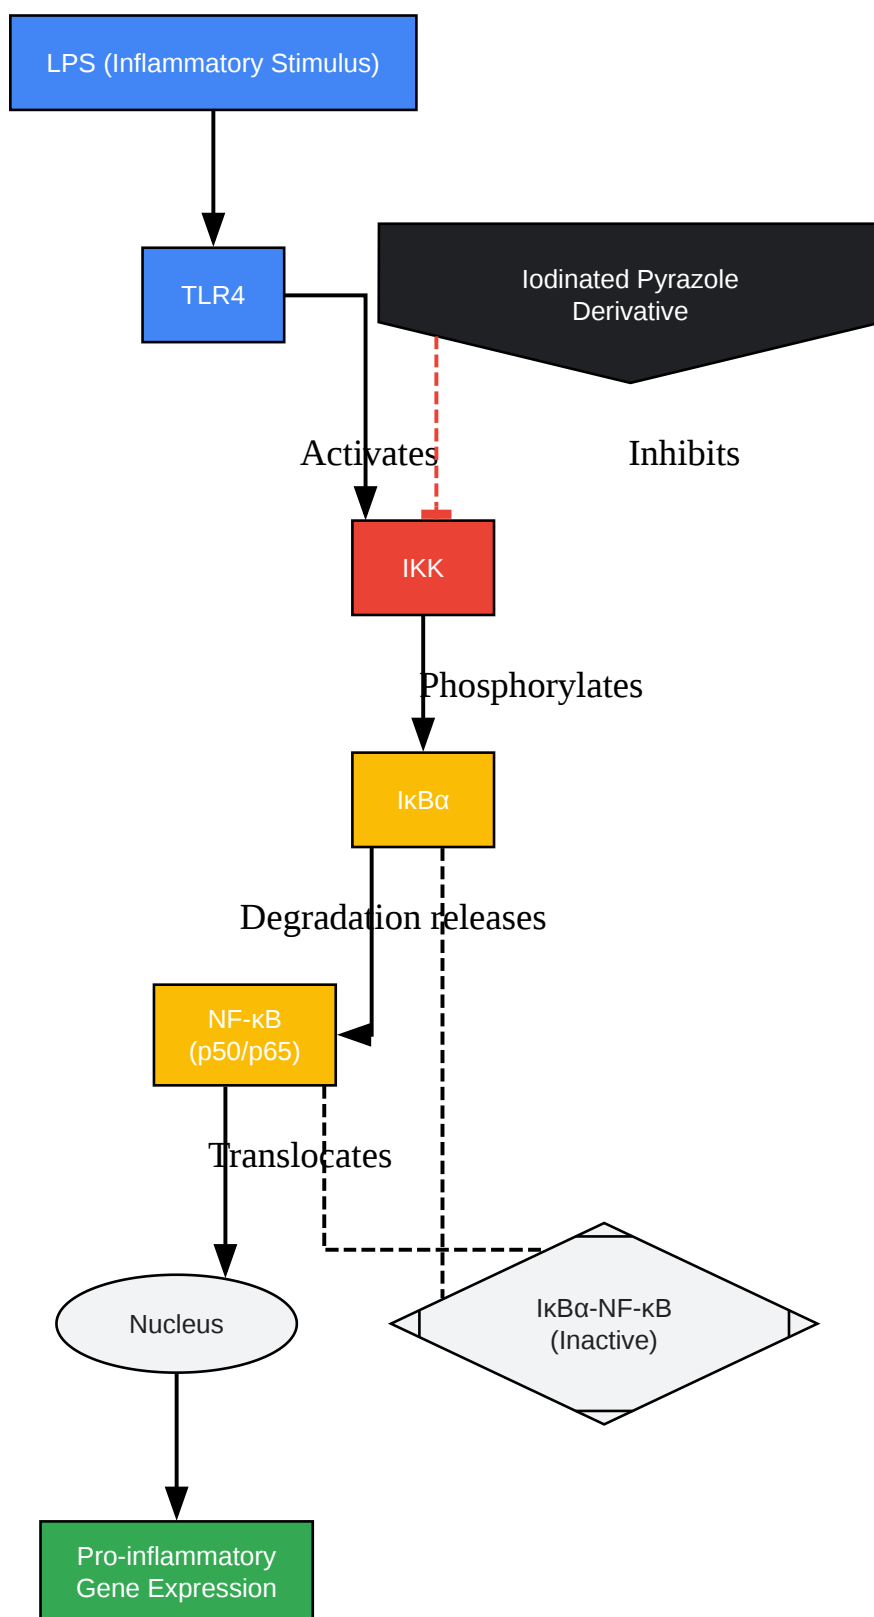 LPS (Inflammatory Stimulus)
TLR4
Iodinated Pyrazole
Derivative
Activates
Inhibits
IKK
Phosphorylates
IκBα
Degradation releases
NF-κB
(p50/p65)
Translocates
Nucleus
IκBα-NF-κB
(Inactive)
Pro-inflammatory
Gene Expression